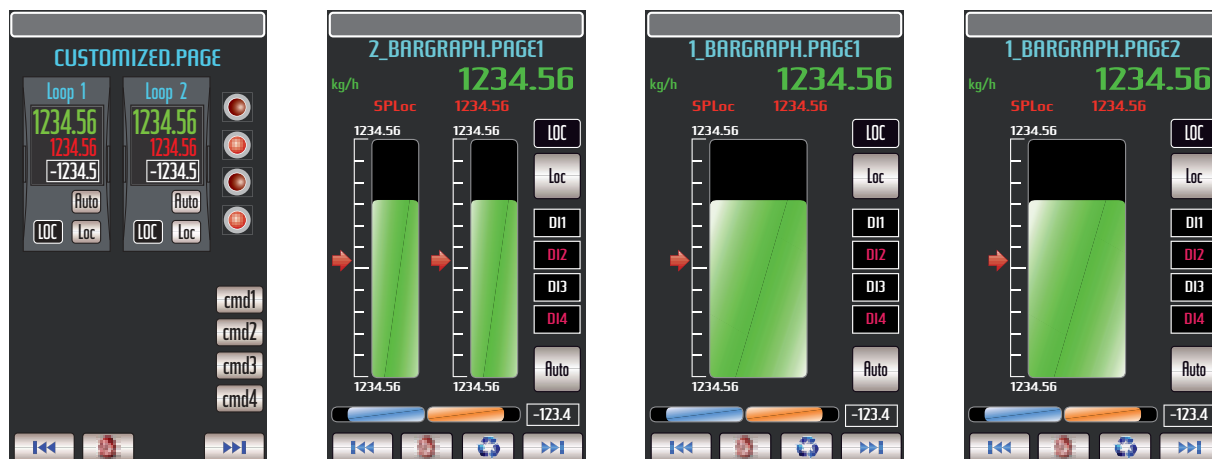 CUSTOMIZED.PAGE
Loop 1
1234.56
1234.56
-1234.5
Auto
LOC Loc
Loop 2
1234.56
1234.56
-1234.5
Auto
LOC Loc
cmd1
cmd2
cmd3
cmd4
2_BARGRAPH.PAGE1
kg/h 1234.56
SPLoc 1234.56
1234.56 1234.56
LOC
Loc
DI1
DI2
DI3
DI4
Auto
1234.56 1234.56
-123.4
1_BARGRAPH.PAGE1
kg/h 1234.56
SPLoc 1234.56
1234.56
LOC
Loc
DI1
DI2
DI3
DI4
Auto
1234.56
-123.4
1_BARGRAPH.PAGE2
kg/h 1234.56
SPLoc 1234.56
1234.56
LOC
Loc
DI1
DI2
DI3
DI4
Auto
1234.56
-123.4